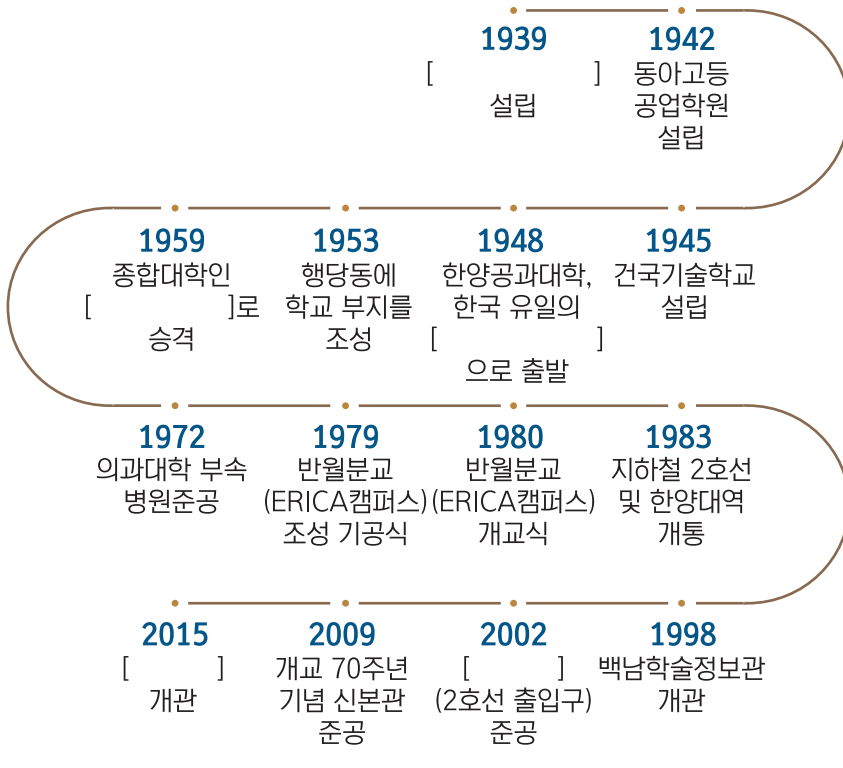 1939
[ ]
설립
1942
동아고등
공업학원
설립
1945
건국기술학교
설립
1948
한양공과대학,
한국 유일의
[ ]
으로 출발
1953
행당동에
학교 부지를
조성
1959
종합대학인
[ ]로
승격
1972
의과대학 부속
병원준공
1979
반월분교
(ERICA캠퍼스)
조성 기공식
1980
반월분교
(ERICA캠퍼스)
개교식
1983
지하철 2호선
및 한양대역
개통
1998
백남학술정보관
개관
2002
[ ]
(2호선 출입구)
준공
2009
개교 70주년
기념 신본관
준공
2015
[ ]
개관